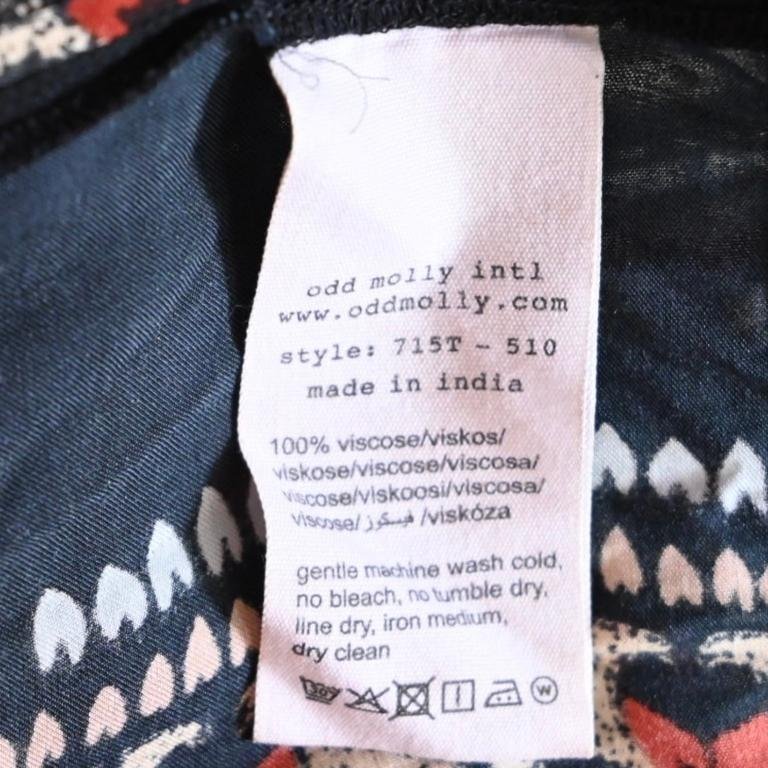 odd molly intl
www.oddmolly.com
style: 715T - 510
made in india
100% viscose/viskos/
viskose/viscose/viscosa/
viscose/viskoosi/viscosa/
viscose/ فيسكوز /viskóza
gentle machine wash cold,
no bleach, no tumble dry,
line dry, iron medium,
dry clean
30 W